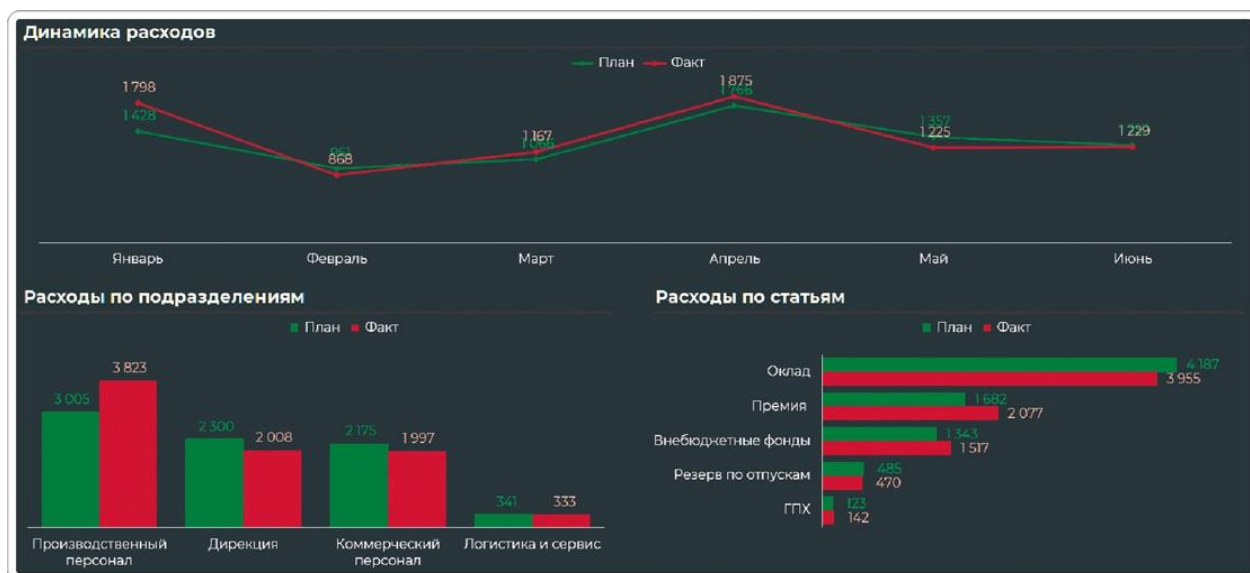 Динамика расходов
План Факт
1 798
1 428
868
1 167
1 066
1 875
1 766
1 357
1 225
1 229
Январь Февраль Март Апрель Май Июнь
Расходы по подразделениям
План Факт
3 005
3 823
2 300
2 008
2 175
1 997
341
333
Производственный
персонал
Дирекция
Коммерческий
персонал
Логистика и сервис
Расходы по статьям
План Факт
Оклад
4 187
3 955
Премия
1 682
2 077
Внебюджетные фонды
1 343
1 517
Резерв по отпускам
485
470
ГПХ
123
142